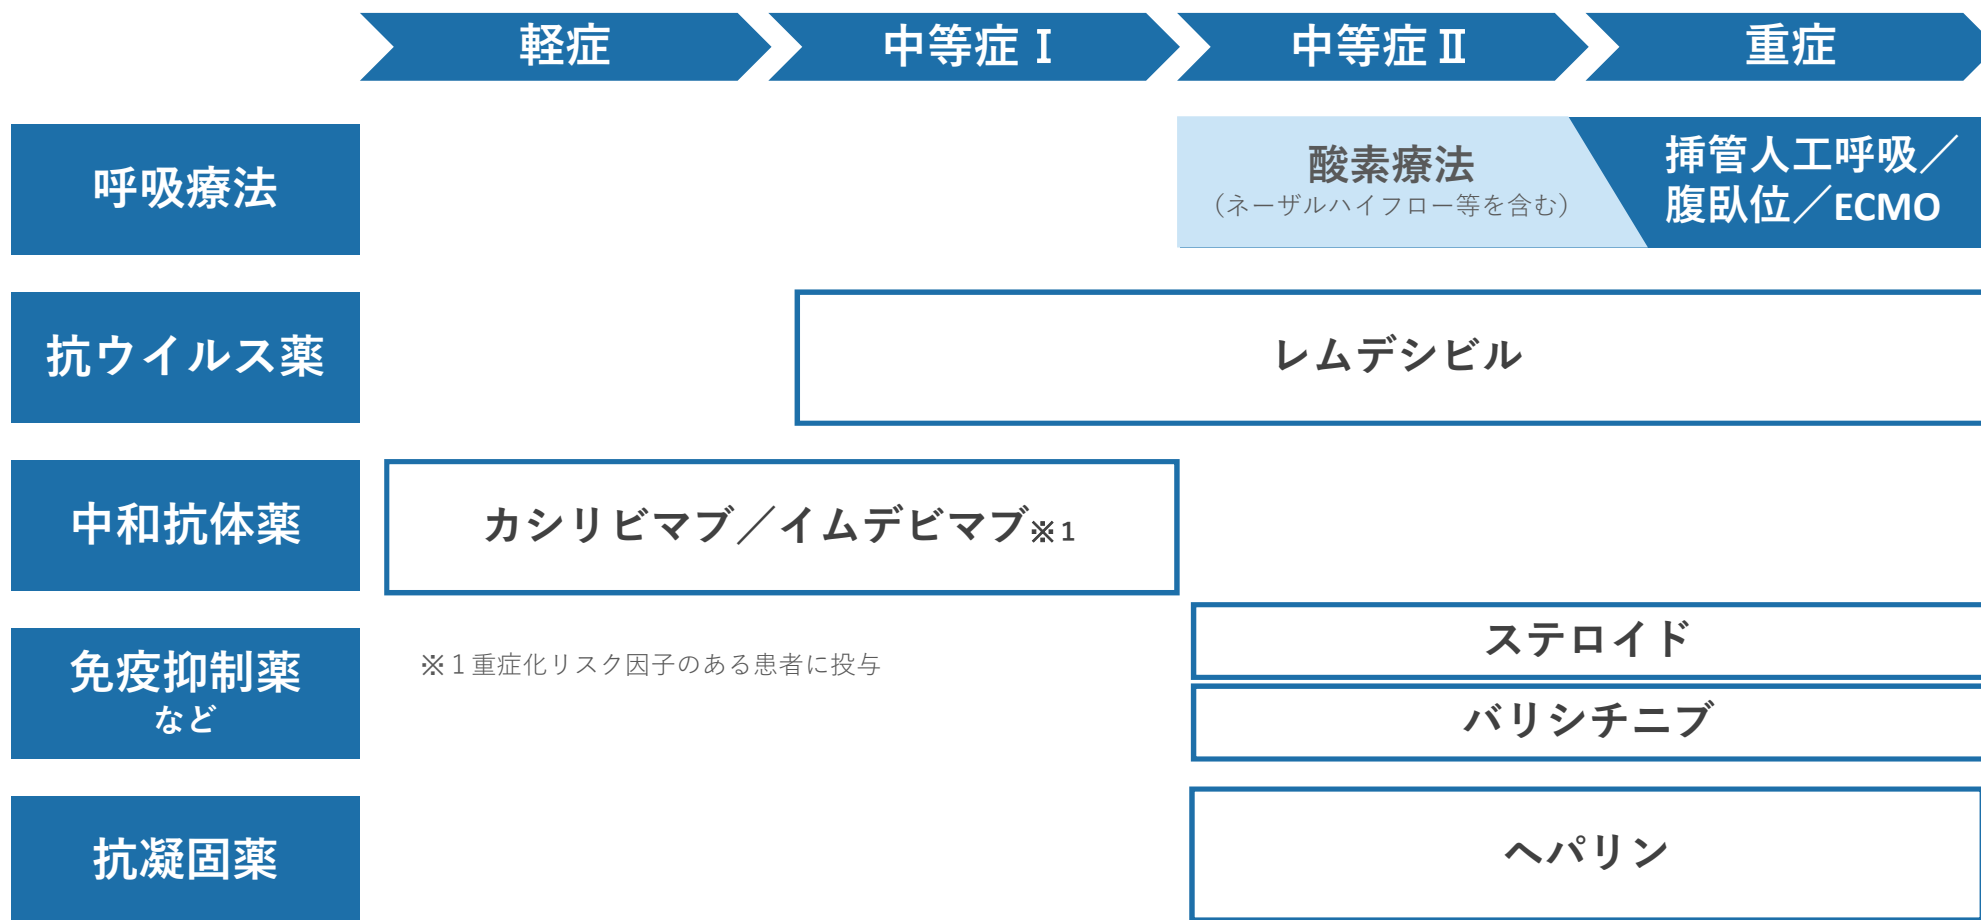 軽症
中等症Ⅰ
中等症Ⅱ
重症
呼吸療法
酸素療法
（ネーザルハイフロー等を含む）
挿管人工呼吸／
腹臥位／ECMO
抗ウイルス薬
レムデシビル
中和抗体薬
カシリビマブ／イムデビマブ※1
免疫抑制薬
など
※１重症化リスク因子のある患者に投与
ステロイド
バリシチニブ
抗凝固薬
ヘパリン